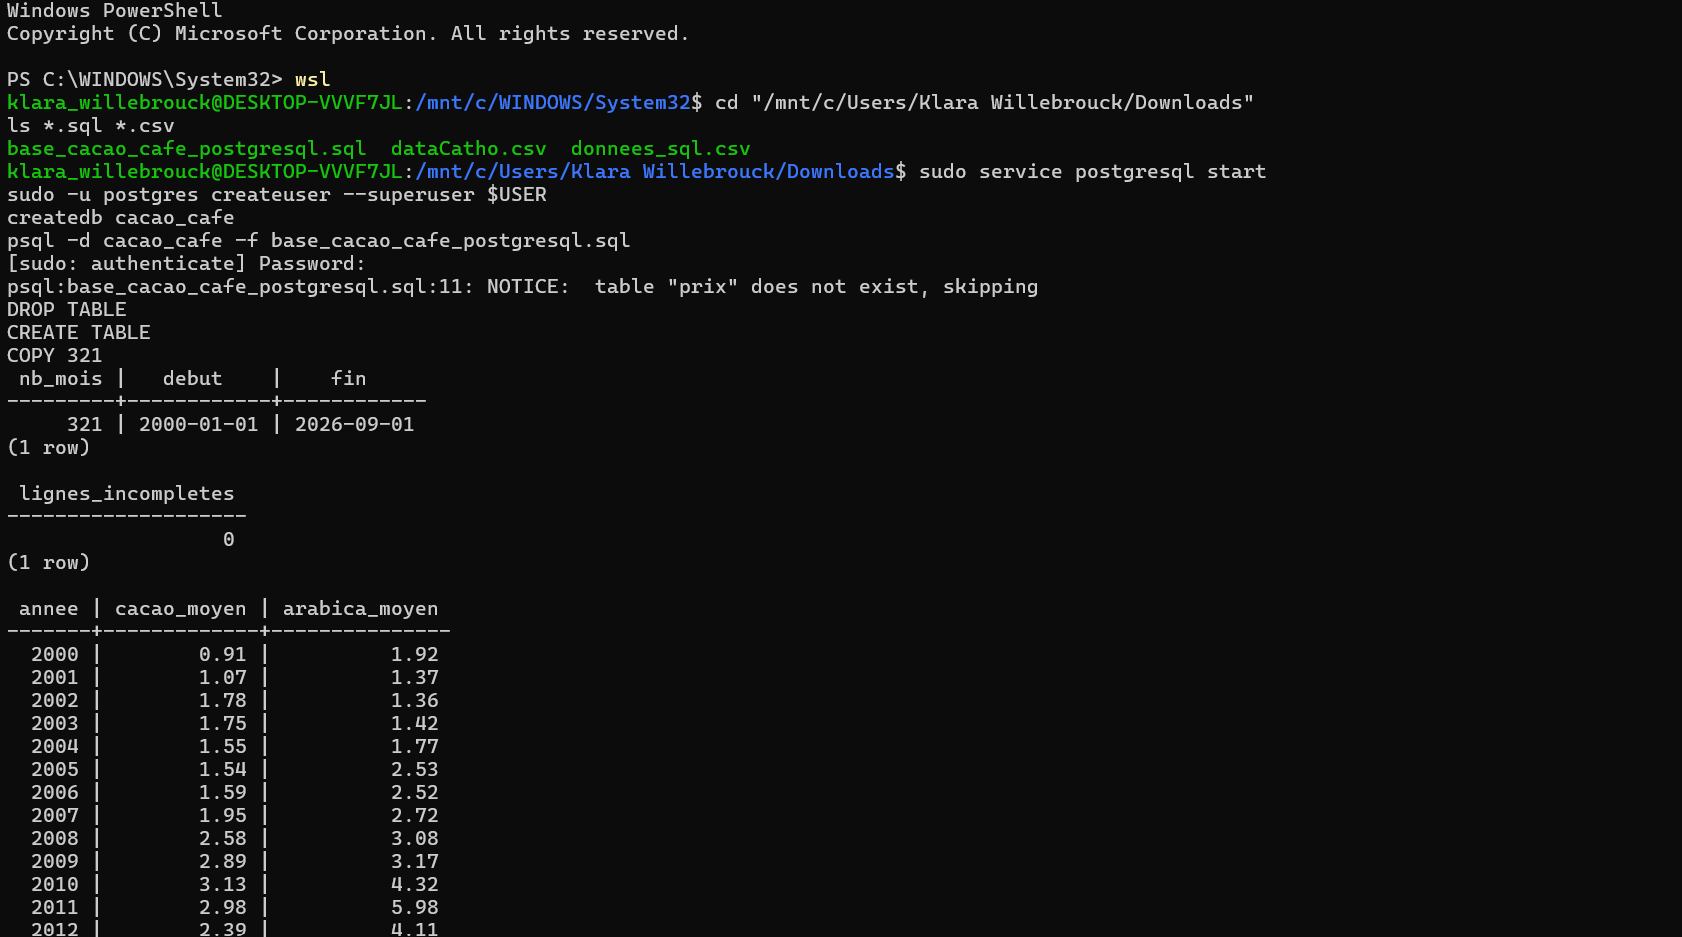 Windows PowerShell
Copyright (C) Microsoft Corporation. All rights reserved.
PS C:\WINDOWS\System32> wsl
klara_willebrouck@DESKTOP-VVVF7JL:/mnt/c/WINDOWS/System32$ cd "/mnt/c/Users/Klara Willebrouck/Downloads"
ls *.sql *.csv
base_cacao_cafe_postgresql.sql  dataCatho.csv  donnees_sql.csv
klara_willebrouck@DESKTOP-VVVF7JL:/mnt/c/Users/Klara Willebrouck/Downloads$ sudo service postgresql start
sudo -u postgres createuser --superuser $USER
createdb cacao_cafe
psql -d cacao_cafe -f base_cacao_cafe_postgresql.sql
[sudo: authenticate] Password:
psql:base_cacao_cafe_postgresql.sql:11: NOTICE:  table "prix" does not exist, skipping
DROP TABLE
CREATE TABLE
COPY 321
 nb_mois |   debut    |    fin
---------+------------+------------
     321 | 2000-01-01 | 2026-09-01
(1 row)
 lignes_incompletes
--------------------
                  0
(1 row)
 annee | cacao_moyen | arabica_moyen
-------+-------------+---------------
  2000 |        0.91 |          1.92
  2001 |        1.07 |          1.37
  2002 |        1.78 |          1.36
  2003 |        1.75 |          1.42
  2004 |        1.55 |          1.77
  2005 |        1.54 |          2.53
  2006 |        1.59 |          2.52
  2007 |        1.95 |          2.72
  2008 |        2.58 |          3.08
  2009 |        2.89 |          3.17
  2010 |        3.13 |          4.32
  2011 |        2.98 |          5.98
  2012 |        2.39 |          4.11